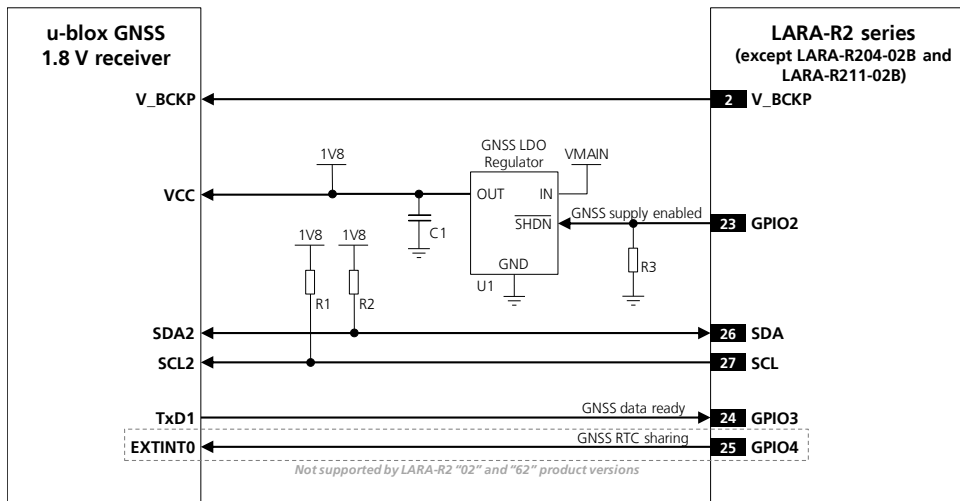 u-blox GNSS
1.8 V receiver
LARA-R2 series
(except LARA-R204-02B and
LARA-R211-02B)
V_BCKP
2 V_BCKP
GNSS LDO
Regulator
1V8
VMAIN
VCC
OUT
IN
C1
SHDN
GNSS supply enabled
23 GPIO2
1V8
1V8
GND
R3
U1
R1
R2
SDA2
26 SDA
SCL2
27 SCL
TxD1
GNSS data ready
24 GPIO3
EXTINT0
GNSS RTC sharing
25 GPIO4
Not supported by LARA-R2 “02” and “62” product versions